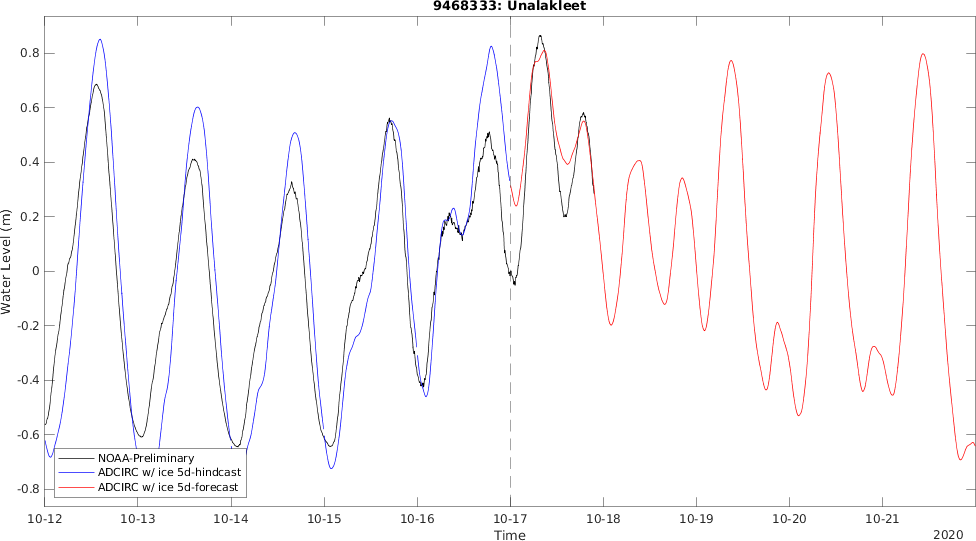 9468333: Unalakleet
Water Level (m)
0.8
0.6
0.4
0.2
0
-0.2
-0.4
-0.6
-0.8
NOAA-Preliminary
ADCIRC w/ ice 5d-hindcast
ADCIRC w/ ice 5d-forecast
10-12 10-13 10-14 10-15 10-16 10-17 10-18 10-19 10-20 10-21
Time
2020